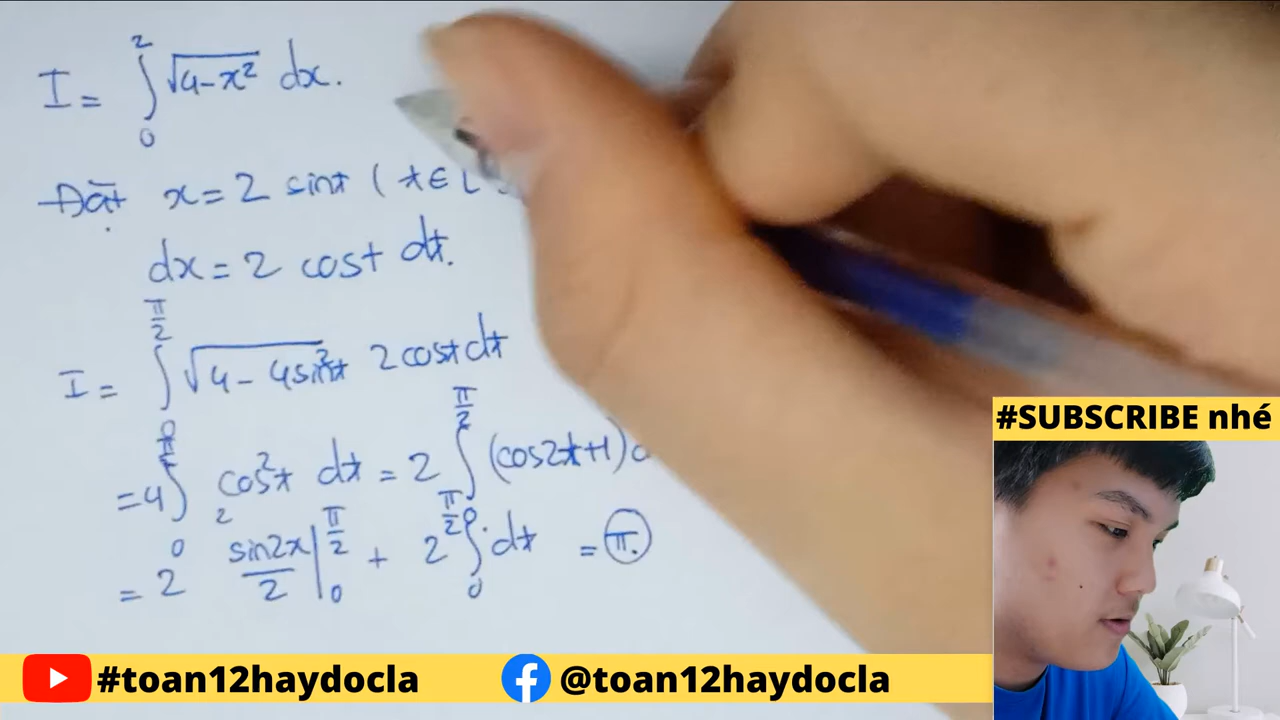 I = ∫₀² √(4-x²) dx.
Đặt x = 2 sint ( t ∈ [
dx = 2 cost dt.
I = ∫₀^(π/2) √(4 - 4sin²t) 2cost dt
= 4 ∫₀^(π/2) cos²t dt = 2 ∫₀^(π/2) (cos2t+1) d
= 2 sin2x/2 |₀^(π/2) + 2 ∫₀^(π/2) dt = π.
#SUBSCRIBE nhé
#toan12haydocla
@toan12haydocla